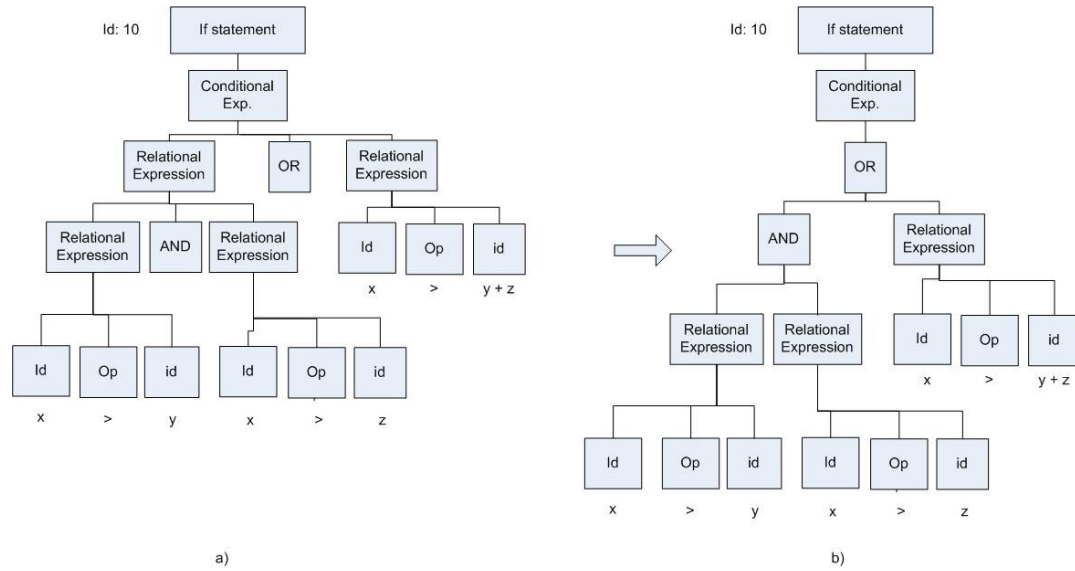 Id: 10
If statement
Conditional
Exp.
Relational
Expression
OR
Relational
Expression
Relational
Expression
AND
Relational
Expression
Id
Op
id
x
>
y + z
Id
Op
id
Id
Op
id
x
>
y
x
>
z
a)
Id: 10
If statement
Conditional
Exp.
OR
AND
Relational
Expression
Relational
Expression
Relational
Expression
Id
Op
id
x
>
y + z
Id
Op
id
Id
Op
id
x
>
y
x
>
z
b)